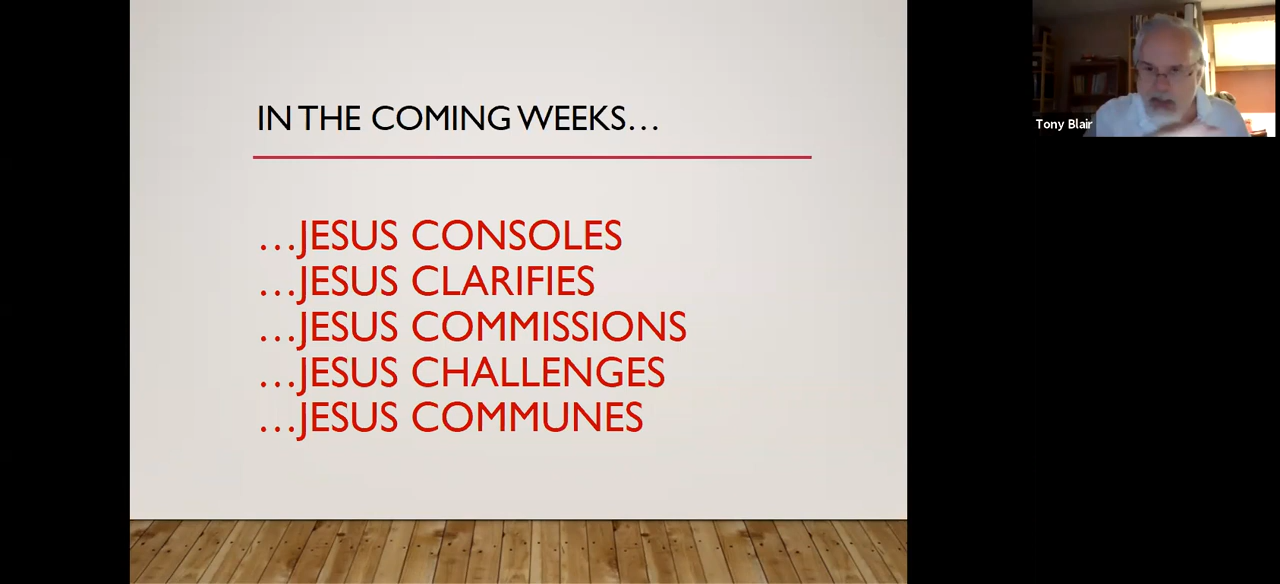 IN THE COMING WEEKS...
...JESUS CONSOLES
...JESUS CLARIFIES
...JESUS COMMISSIONS
...JESUS CHALLENGES
...JESUS COMMUNES
Tony Blair